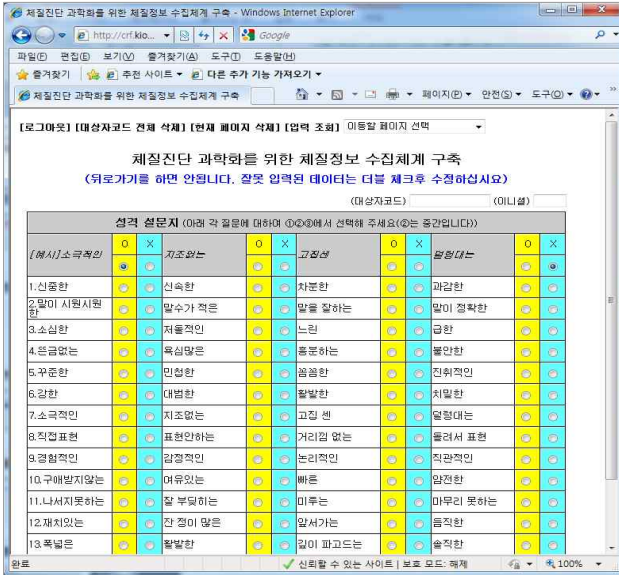 체질진단 과학화를 위한 체질정보 수집체계 구축 - Windows Internet Explorer
http://crf.kio... Google
파일(F) 편집(E) 보기(V) 즐겨찾기(A) 도구(T) 도움말(H)
즐겨찾기 추천 사이트 다른 추가 기능 가져오기
체질진단 과학화를 위한 체질정보 수집체계 구축 페이지(P) 안전(S) 도구(O) »
[로그아웃] [대상자코드 전체 삭제] [현재 페이지 삭제] [입력 조회] 이동할 페이지 선택
체질진단 과학화를 위한 체질정보 수집체계 구축
(뒤로가기를 하면 안됩니다. 잘못 입력된 데이터는 더블 체크후 수정하십시요)
(대상자코드) (이니셜)
성격 설문지 (아래 각 질문에 대하여 ①②③에서 선택해 주세요(②는 중간입니다))
[예시]소극적인 O X 지조없는 O X 고집센 O X 덜렁대는 O X
1.신중한 신속한 차분한 과감한
2.말이 시원시원한 말수가 적은 말을 잘하는 말이 정확한
3.소심한 저돌적인 느린 급한
4.은근없는 욕심많은 흥분하는 불안한
5.꾸준한 민첩한 꼼꼼한 진취적인
6.강한 대범한 활발한 치밀한
7.소극적인 지조없는 고집 센 덜렁대는
8.직접표현 표현안하는 거리낌 없는 돌려서 표현
9.경험적인 감정적인 논리적인 직관적인
10.구애받지않는 여유있는 빠른 얌전한
11.나서지못하는 잘 부딪히는 미루는 마무리 못하는
12.재치있는 잔 정이 많은 앞서가는 듬직한
13.폭넓은 활발한 깊이 파고드는 솔직한
완료 신뢰할 수 있는 사이트 | 보호 모드: 해제 100%